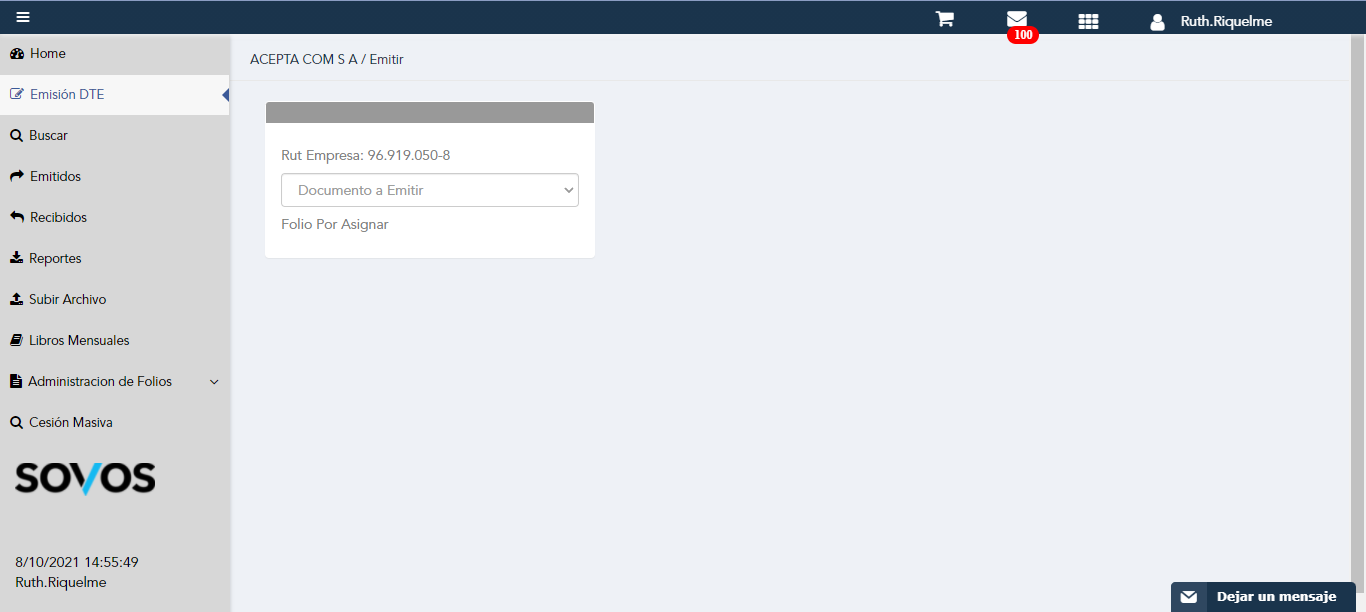 Ruth.Riquelme
100
Home
Emisión DTE
Buscar
Emitidos
Recibidos
Reportes
Subir Archivo
Libros Mensuales
Administracion de Folios
Cesión Masiva
SOVOS
8/10/2021 14:55:49
Ruth.Riquelme
ACEPTA COM S A / Emitir
Rut Empresa: 96.919.050-8
Documento a Emitir
Folio Por Asignar
Dejar un mensaje